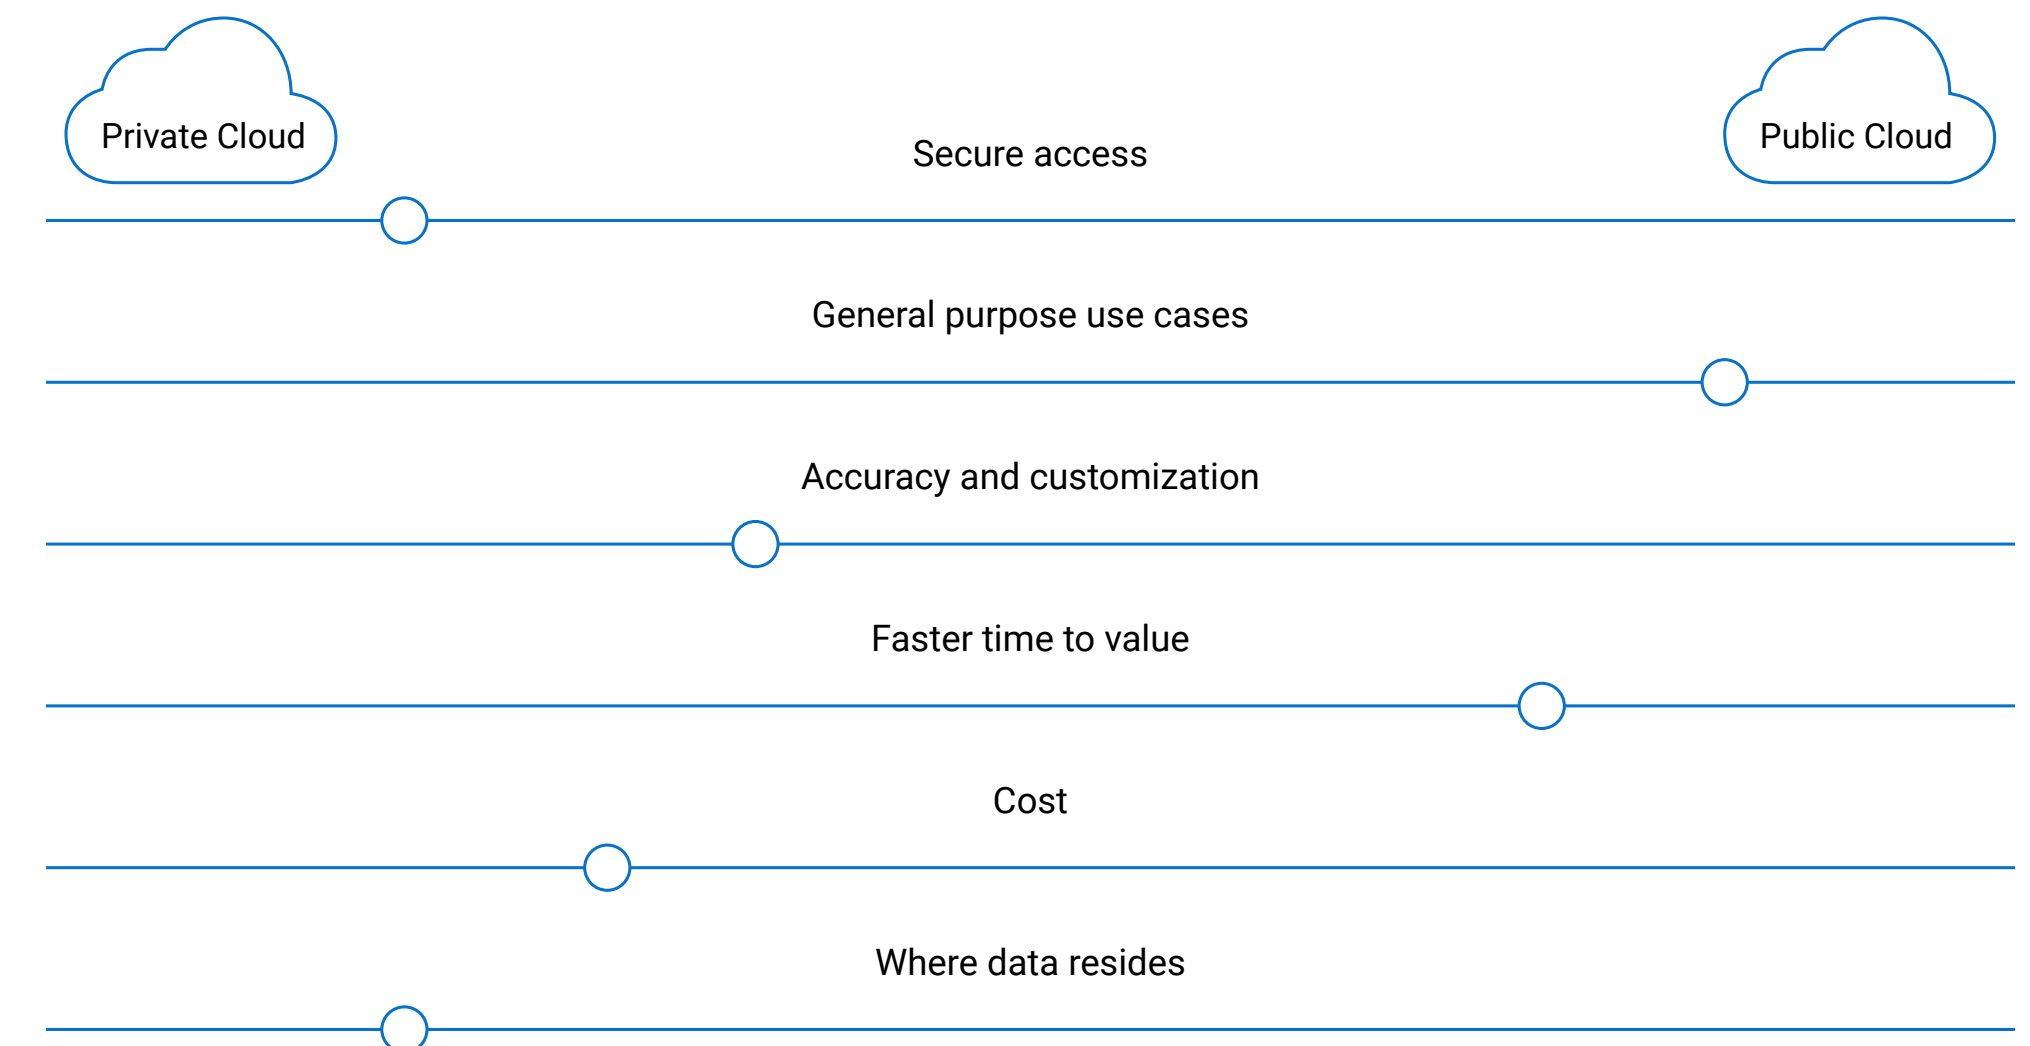 Private Cloud
Public Cloud
Secure access
General purpose use cases
Accuracy and customization
Faster time to value
Cost
Where data resides